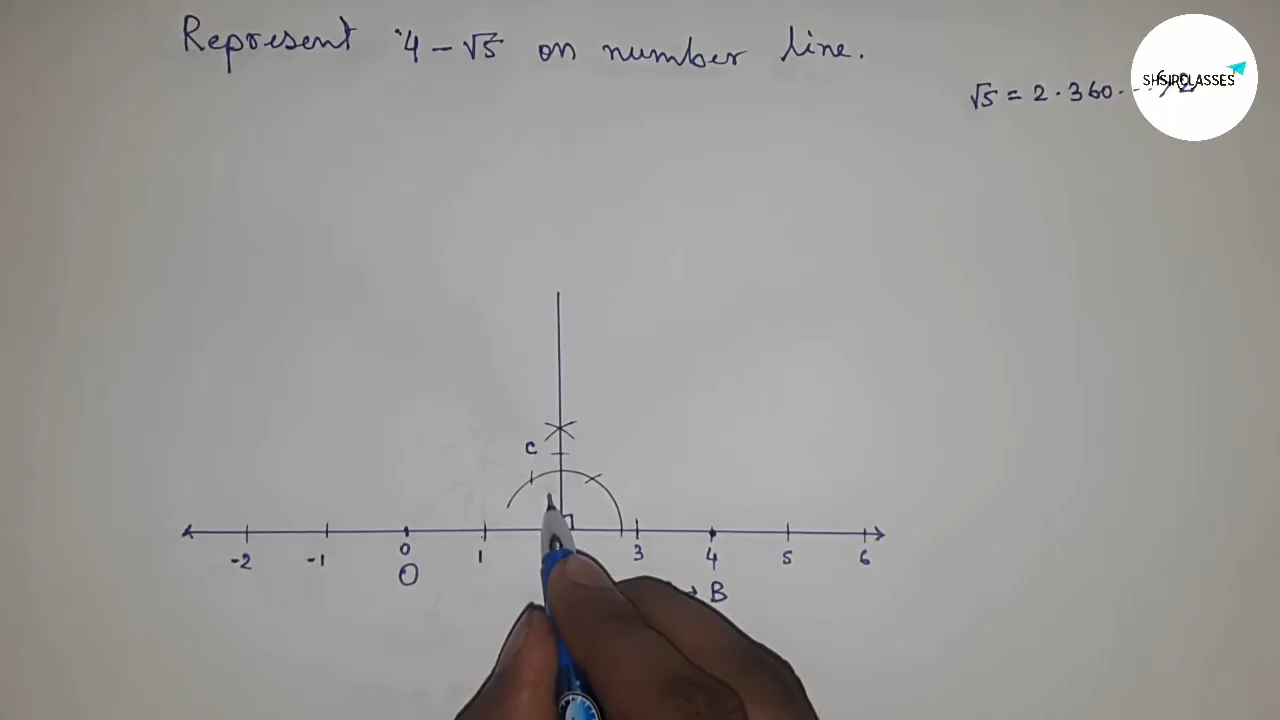 Represent 4 - √5 on number line.
SHSIRCLASSES
√5 = 2.360...
C
-2 -1 0 1 3 4 5 6
O → B